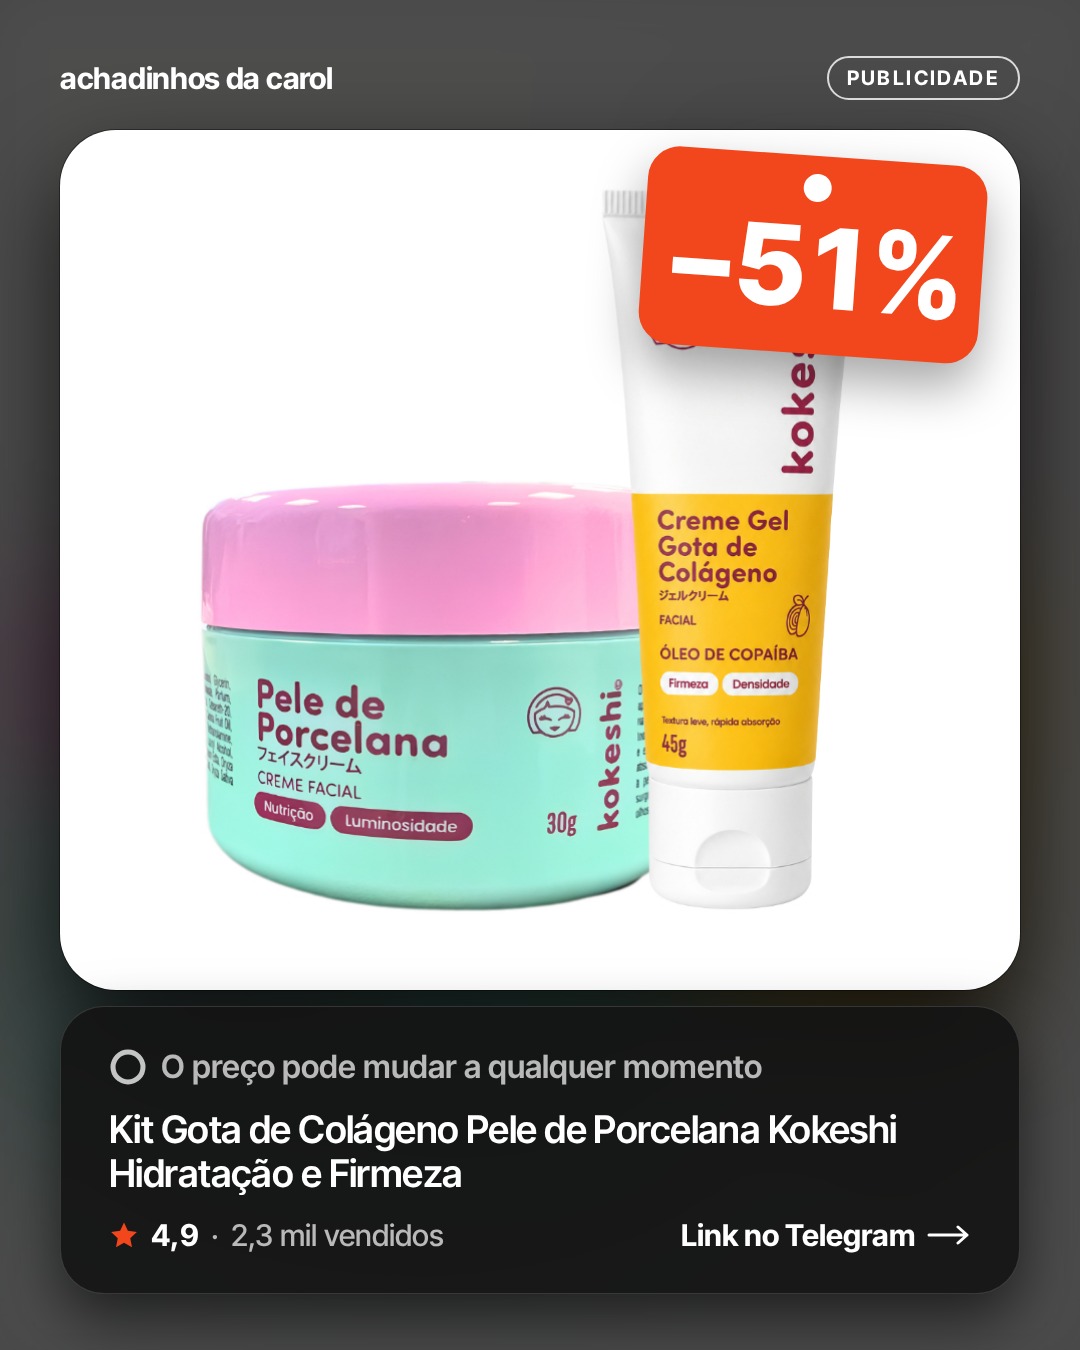 achadinhos da carol
PUBLICIDADE
-51%
kokes
Creme Gel
Gota de
Colágeno
ジェルクリーム
FACIAL
ÓLEO DE COPAÍBA
Firmeza Densidade
Textura leve, rápida absorção
45g
Pele de
Porcelana
フェイスクリーム
CREME FACIAL
Nutrição Luminosidade
30g
kokeshi
O preço pode mudar a qualquer momento
Kit Gota de Colágeno Pele de Porcelana Kokeshi
Hidratação e Firmeza
4,9 · 2,3 mil vendidos
Link no Telegram →